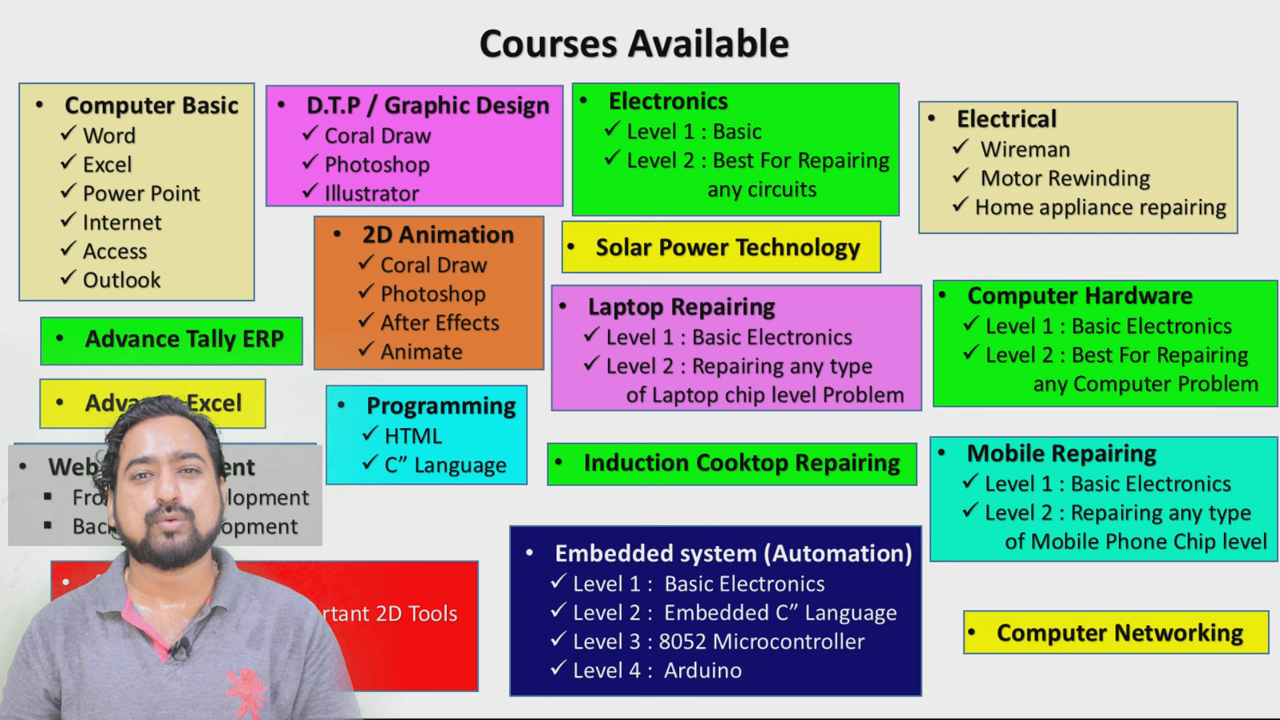 Courses Available
• Computer Basic
✓ Word
✓ Excel
✓ Power Point
✓ Internet
✓ Access
✓ Outlook
• D.T.P / Graphic Design
✓ Coral Draw
✓ Photoshop
✓ Illustrator
• Electronics
✓ Level 1 : Basic
✓ Level 2 : Best For Repairing
any circuits
• Electrical
✓ Wireman
✓ Motor Rewinding
✓ Home appliance repairing
• 2D Animation
✓ Coral Draw
✓ Photoshop
✓ After Effects
✓ Animate
• Solar Power Technology
• Laptop Repairing
✓ Level 1 : Basic Electronics
✓ Level 2 : Repairing any type
of Laptop chip level Problem
• Computer Hardware
✓ Level 1 : Basic Electronics
✓ Level 2 : Best For Repairing
any Computer Problem
• Advance Tally ERP
• Excel
• Programming
✓ HTML
✓ C” Language
• Induction Cooktop Repairing
• Mobile Repairing
✓ Level 1 : Basic Electronics
✓ Level 2 : Repairing any type
of Mobile Phone Chip level
• Web
• Embedded system (Automation)
✓ Level 1 : Basic Electronics
✓ Level 2 : Embedded C” Language
✓ Level 3 : 8052 Microcontroller
✓ Level 4 : Arduino
2D Tools
• Computer Networking